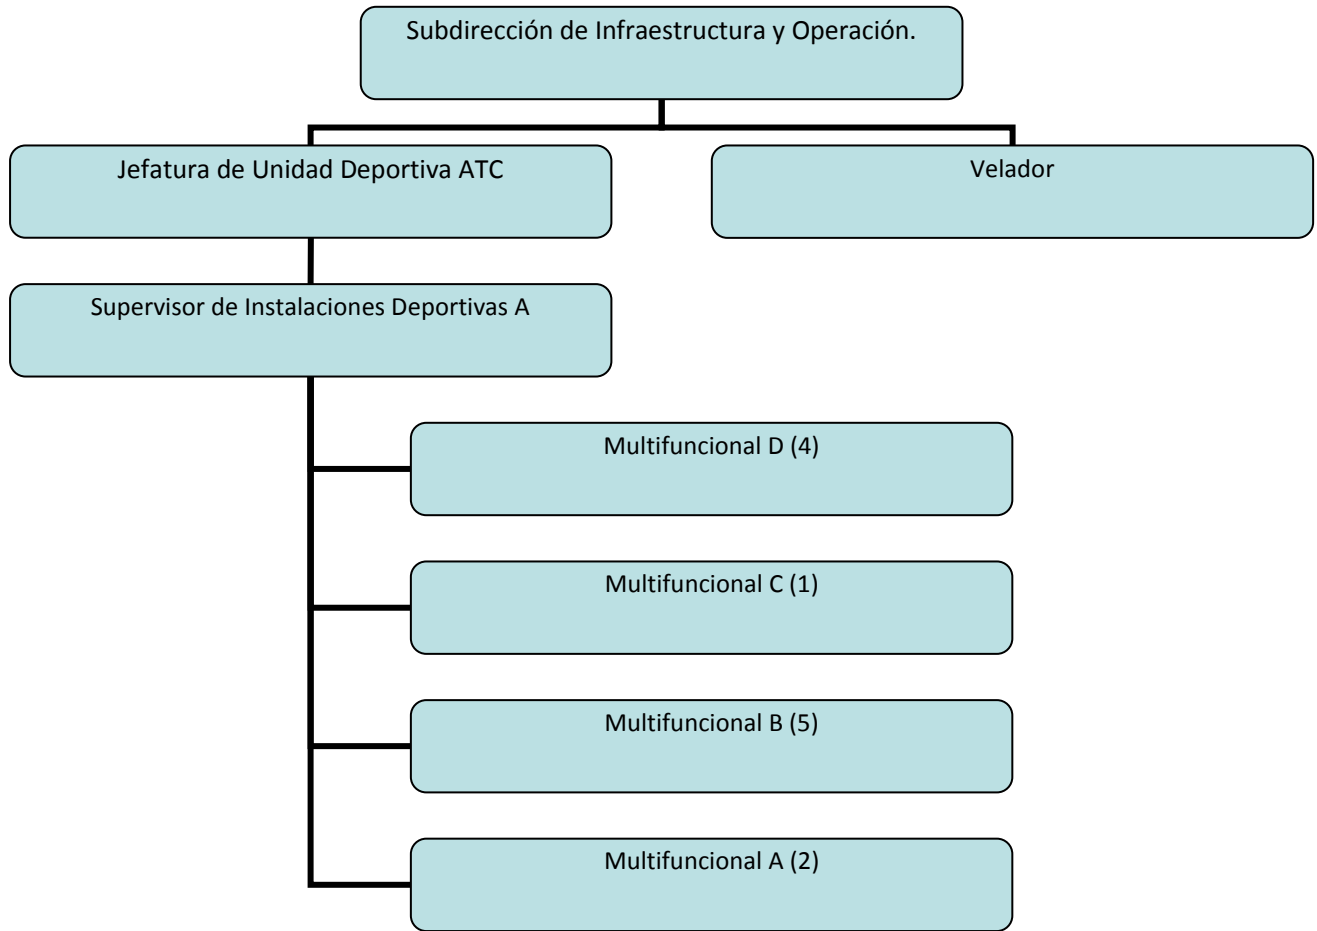 Subdirección de Infraestructura y Operación.
Jefatura de Unidad Deportiva ATC
Velador
Supervisor de Instalaciones Deportivas A
Multifuncional D (4)
Multifuncional C (1)
Multifuncional B (5)
Multifuncional A (2)